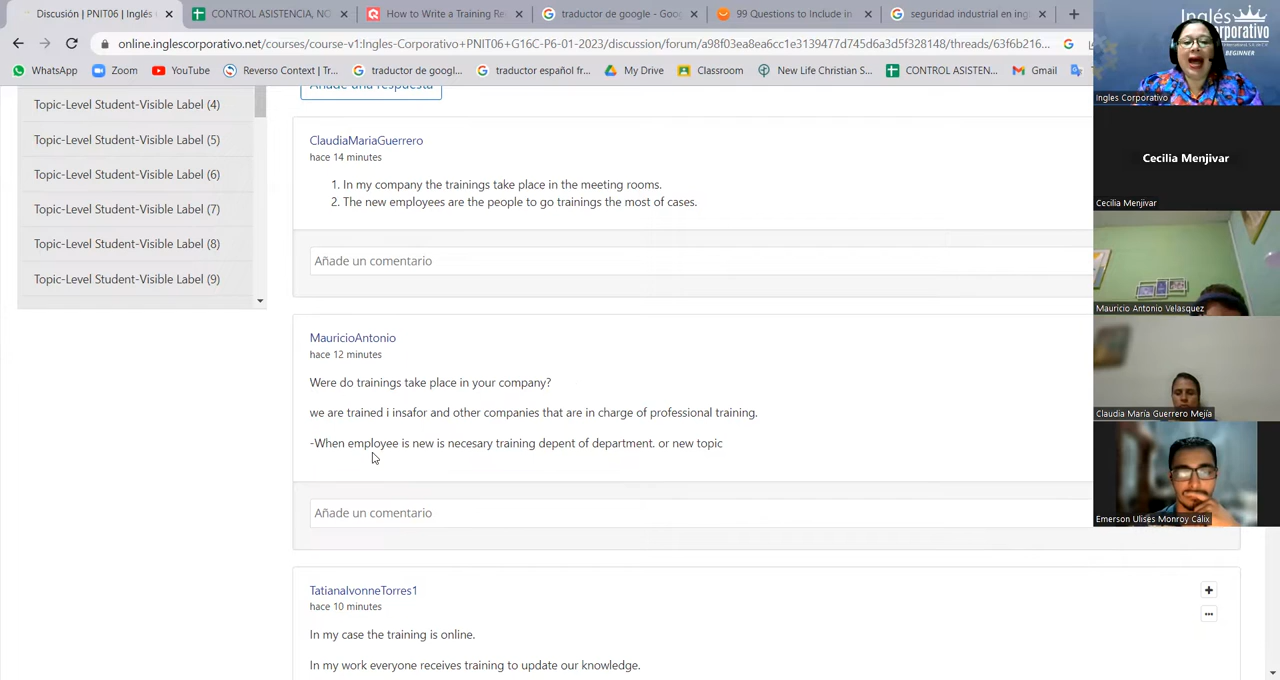 Discusión | PNIT06 | Inglé
CONTROL ASISTENCIA, NO
How to Write a Training Re
traductor de google - Goo
99 Questions to Include in
seguridad industrial en ing
online.inglescorporativo.net/courses/course-v1:Ingles-Corporativo+PNIT06-616C-P6-01-2023/discussion/forum/a98f03ea8ea6cc1e3139477d745d6a3d5f328148/threads/63f6b216...
WhatsApp
Zoom
YouTube
Reverso Context | Tr...
traductor de googl...
traductor español fr...
My Drive
Classroom
New Life Christian S...
CONTROL ASISTEN...
Gmail
Topic-Level Student-Visible Label (4)
Topic-Level Student-Visible Label (5)
Topic-Level Student-Visible Label (6)
Topic-Level Student-Visible Label (7)
Topic-Level Student-Visible Label (8)
Topic-Level Student-Visible Label (9)
Añade una respuesta
ClaudiaMariaGuerrero
hace 14 minutes
1. In my company the trainings take place in the meeting rooms.
2. The new employees are the people to go trainings the most of cases.
Añade un comentario
MauricioAntonio
hace 12 minutes
Were do trainings take place in your company?
we are trained i insafor and other companies that are in charge of professional training.
-When employee is new is necesary training depent of department. or new topic
Añade un comentario
TatianaIvonneTorres1
hace 10 minutes
In my case the training is online.
In my work everyone receives training to update our knowledge.
Inglés
BEGINNER
Ingles Corporativo
Cecilia Menjivar
Cecilia Menjivar
Mauricio Antonio Velasquez
Claudia María Guerrero Mejía
Emerson Ulises Monroy Cálix